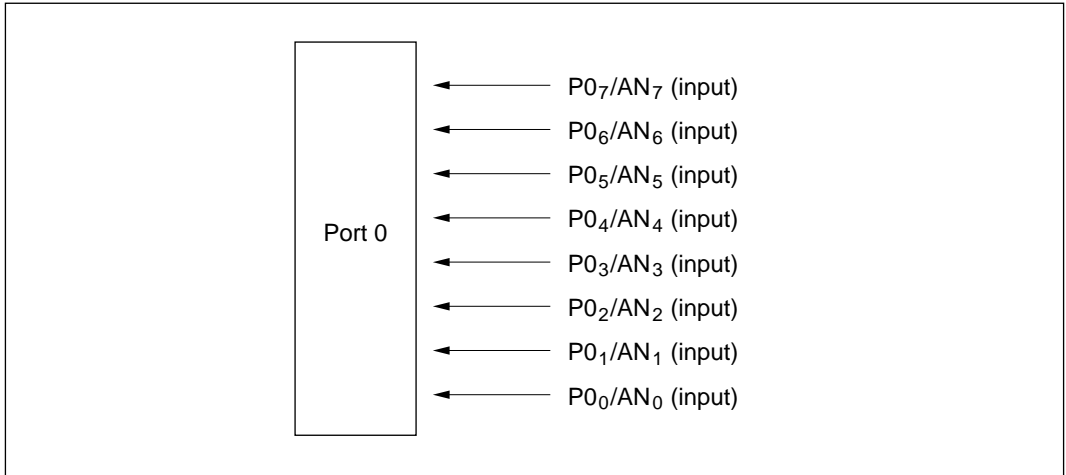 P0₇/AN₇ (input)
P0₆/AN₆ (input)
P0₅/AN₅ (input)
P0₄/AN₄ (input)
Port 0
P0₃/AN₃ (input)
P0₂/AN₂ (input)
P0₁/AN₁ (input)
P0₀/AN₀ (input)